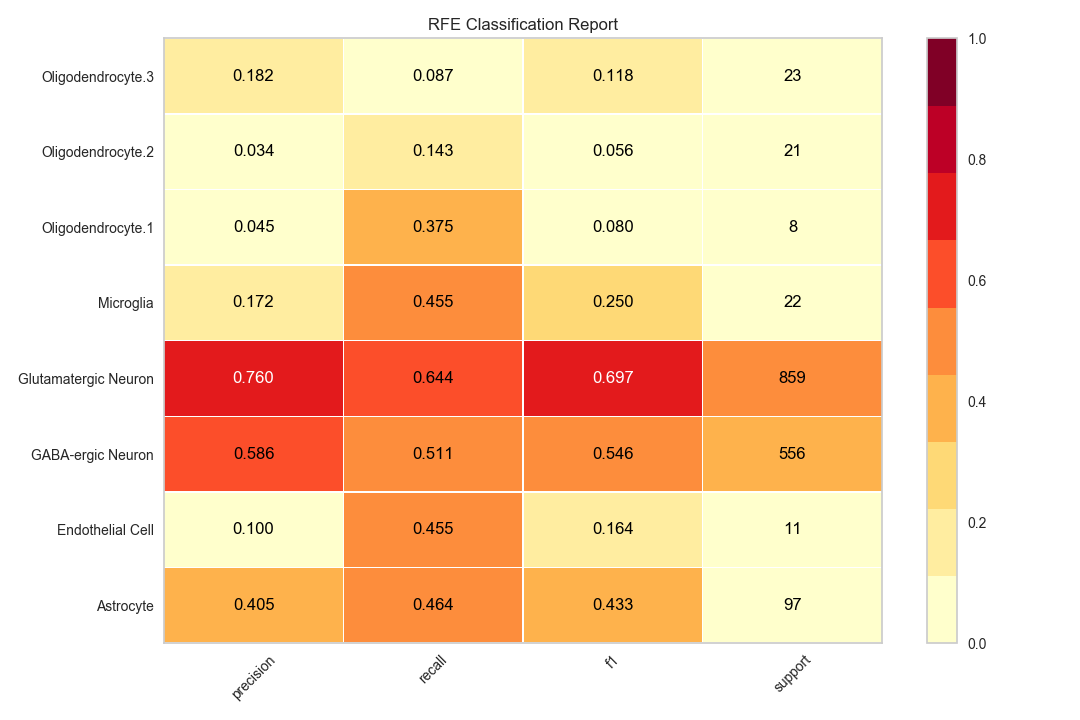 RFE Classification Report
Oligodendrocyte.3 0.182 0.087 0.118 23
Oligodendrocyte.2 0.034 0.143 0.056 21
Oligodendrocyte.1 0.045 0.375 0.080 8
Microglia 0.172 0.455 0.250 22
Glutamatergic Neuron 0.760 0.644 0.697 859
GABA-ergic Neuron 0.586 0.511 0.546 556
Endothelial Cell 0.100 0.455 0.164 11
Astrocyte 0.405 0.464 0.433 97
precision recall f1 support
1.0
0.8
0.6
0.4
0.2
0.0